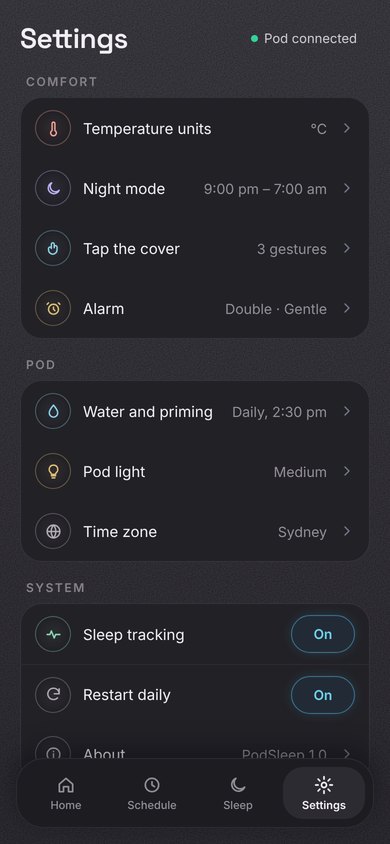 Settings
Pod connected
COMFORT
Temperature units °C
Night mode 9:00 pm – 7:00 am
Tap the cover 3 gestures
Alarm Double · Gentle
POD
Water and priming Daily, 2:30 pm
Pod light Medium
Time zone Sydney
SYSTEM
Sleep tracking On
Restart daily On
About PodSleep 1.0
Home Schedule Sleep Settings